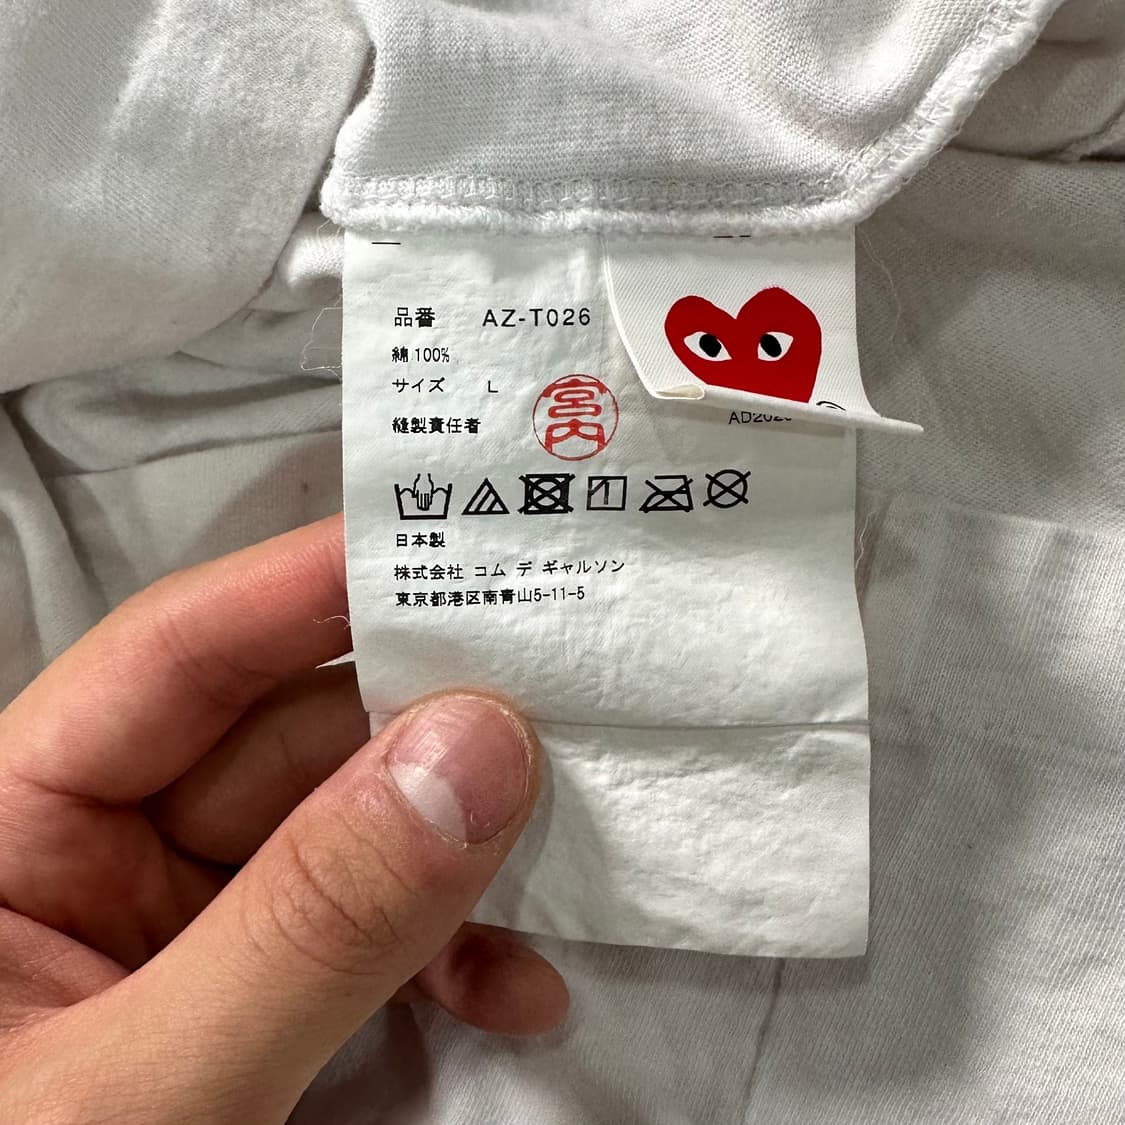 品番 AZ-T026
綿 100%
サイズ L
縫製責任者 宮内
日本製
株式会社 コム デ ギャルソン
東京都港区南青山5-11-5